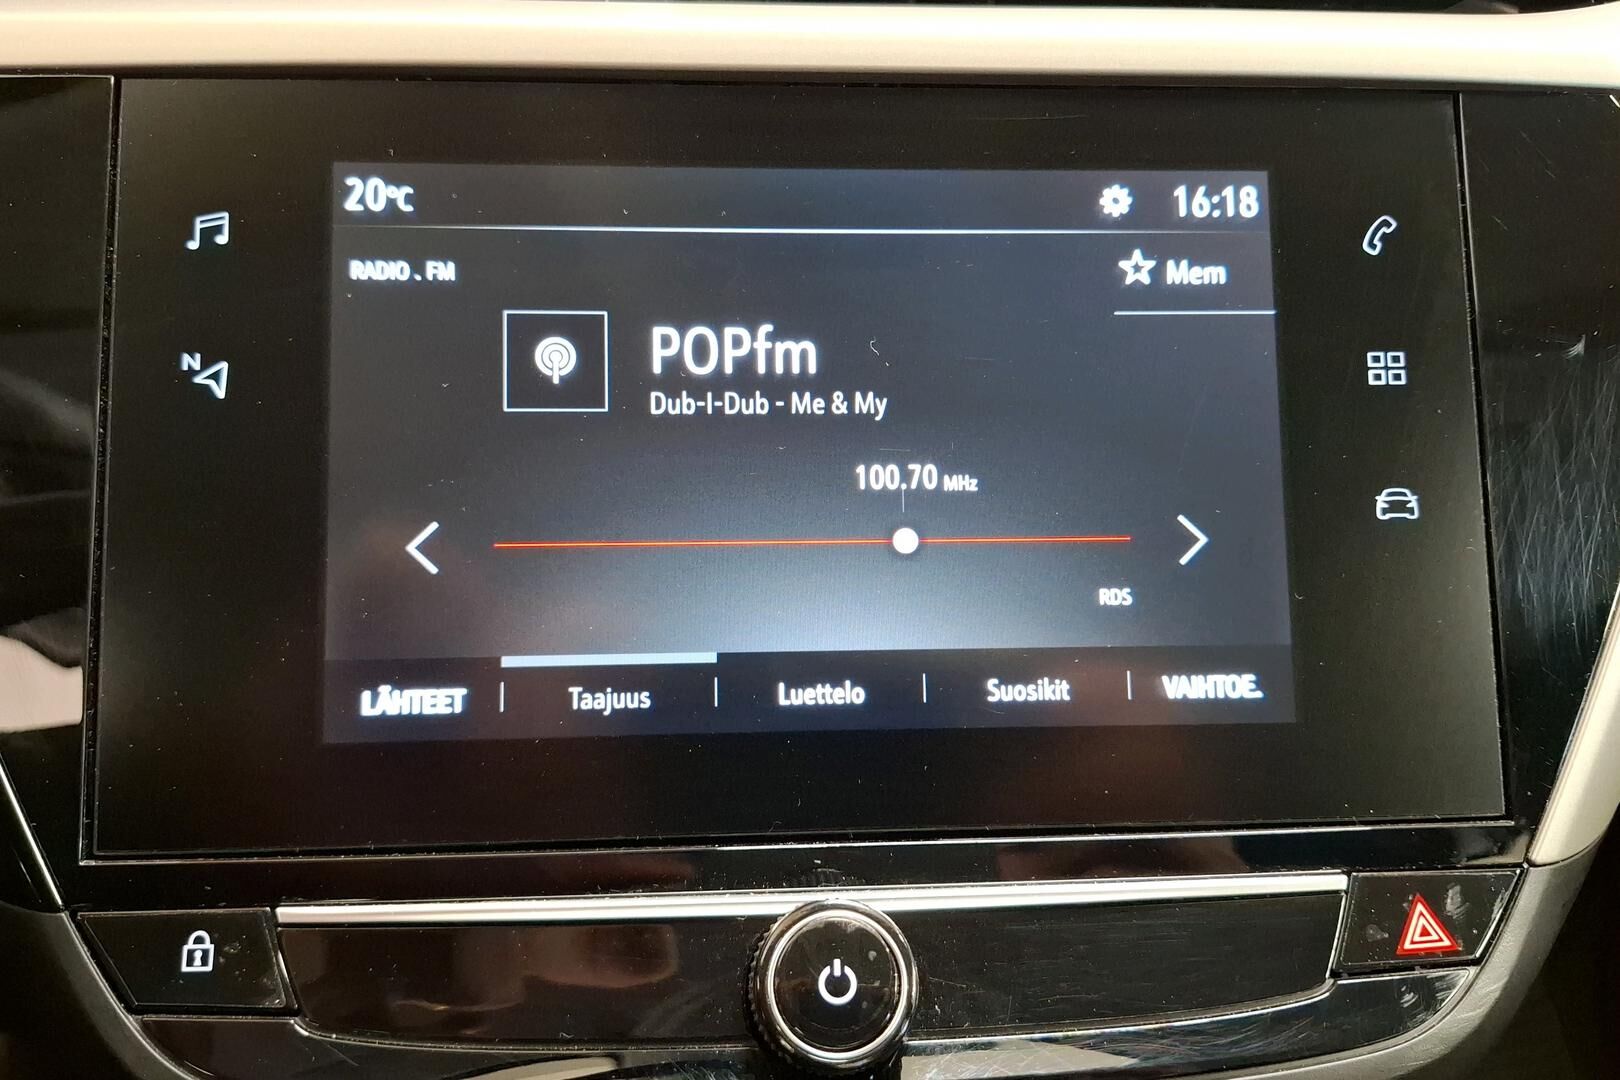 20°C 16:18
RADIO . FM
Mem
POPfm
Dub-I-Dub - Me & My
N
100.70 MHz
RDS
LÄHTEET Taajuus Luettelo Suosikit VAIHTOE.